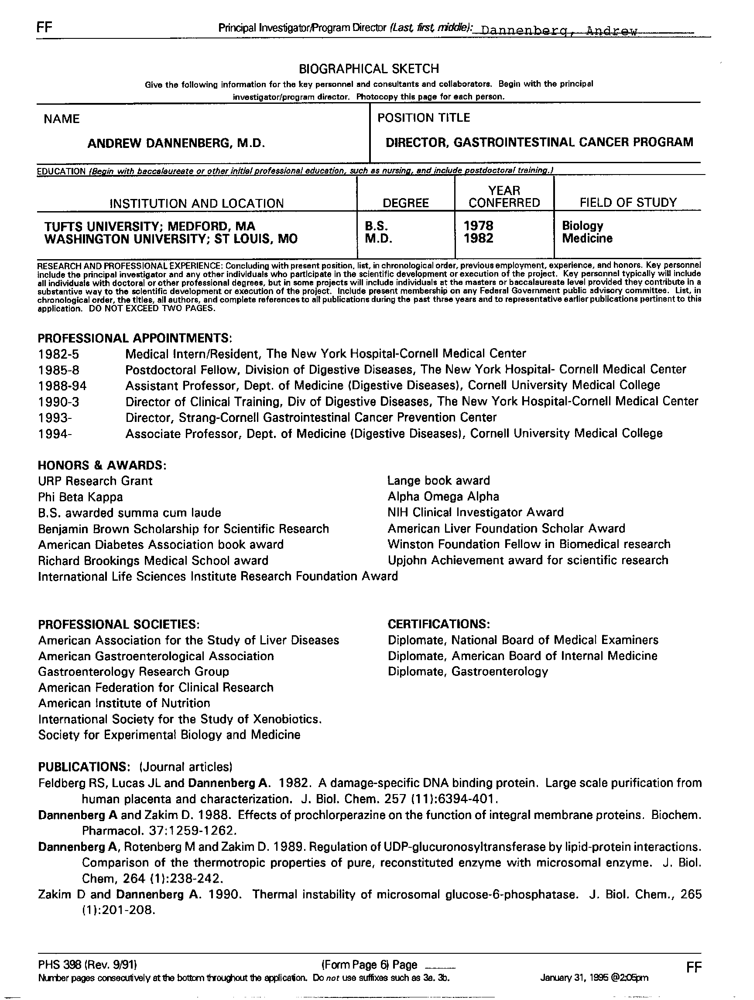 FF
Principal Investigator/Program Director (Last, first, middle): Dannenberg, Andrew
BIOGRAPHICAL SKETCH
Give the following information for the key personnel and consultants and collaborators. Begin with the principal
investigator/program director. Photocopy this page for each person.
NAME
POSITION TITLE
ANDREW DANNENBERG, M.D.
DIRECTOR, GASTROINTESTINAL CANCER PROGRAM
EDUCATION (Begin with baccalaureate or other initial professional education, such as nursing, and include postdoctoral training.)
INSTITUTION AND LOCATION
DEGREE
YEAR
CONFERRED
FIELD OF STUDY
TUFTS UNIVERSITY; MEDFORD, MA B.S. 1978 Biology
WASHINGTON UNIVERSITY; ST LOUIS, MO M.D. 1982 Medicine
RESEARCH AND PROFESSIONAL EXPERIENCE: Concluding with present position, list, in chronological order, previous employment, experience, and honors. Key personnel
include the principal investigator and any other individuals who participate in the scientific development or execution of the project. Key personnel typically will include
all individuals with doctoral or other professional degrees, but in some projects will include individuals at the masters or baccalaureate level provided they contribute in a
substantive way to the scientific development or execution of the project. Include present membership on any Federal Government public advisory committee. List, in
chronological order, the titles, all authors, and complete references to all publications during the past three years and to representative earlier publications pertinent to this
application. DO NOT EXCEED TWO PAGES.
PROFESSIONAL APPOINTMENTS:
1982-5 Medical Intern/Resident, The New York Hospital-Cornell Medical Center
1985-8 Postdoctoral Fellow, Division of Digestive Diseases, The New York Hospital- Cornell Medical Center
1988-94 Assistant Professor, Dept. of Medicine (Digestive Diseases), Cornell University Medical College
1990-3 Director of Clinical Training, Div of Digestive Diseases, The New York Hospital-Cornell Medical Center
1993- Director, Strang-Cornell Gastrointestinal Cancer Prevention Center
1994- Associate Professor, Dept. of Medicine (Digestive Diseases), Cornell University Medical College
HONORS & AWARDS:
URP Research Grant Lange book award
Phi Beta Kappa Alpha Omega Alpha
B.S. awarded summa cum laude NIH Clinical Investigator Award
Benjamin Brown Scholarship for Scientific Research American Liver Foundation Scholar Award
American Diabetes Association book award Winston Foundation Fellow in Biomedical research
Richard Brookings Medical School award Upjohn Achievement award for scientific research
International Life Sciences Institute Research Foundation Award
PROFESSIONAL SOCIETIES: CERTIFICATIONS:
American Association for the Study of Liver Diseases Diplomate, National Board of Medical Examiners
American Gastroenterological Association Diplomate, American Board of Internal Medicine
Gastroenterology Research Group Diplomate, Gastroenterology
American Federation for Clinical Research
American Institute of Nutrition
International Society for the Study of Xenobiotics.
Society for Experimental Biology and Medicine
PUBLICATIONS: (Journal articles)
Feldberg RS, Lucas JL and Dannenberg A. 1982. A damage-specific DNA binding protein. Large scale purification from
human placenta and characterization. J. Biol. Chem. 257 (11):6394-401.
Dannenberg A and Zakim D. 1988. Effects of prochlorperazine on the function of integral membrane proteins. Biochem.
Pharmacol. 37:1259-1262.
Dannenberg A, Rotenberg M and Zakim D. 1989. Regulation of UDP-glucuronosyltransferase by lipid-protein interactions.
Comparison of the thermotropic properties of pure, reconstituted enzyme with microsomal enzyme. J. Biol.
Chem, 264 (1):238-242.
Zakim D and Dannenberg A. 1990. Thermal instability of microsomal glucose-6-phosphatase. J. Biol. Chem., 265
(1):201-208.
PHS 398 (Rev. 9/91) (Form Page 6) Page FF
Number pages consecutively at the bottom throughout the application. Do not use suffixes such as 3a, 3b. January 31, 1995 @2:05pm